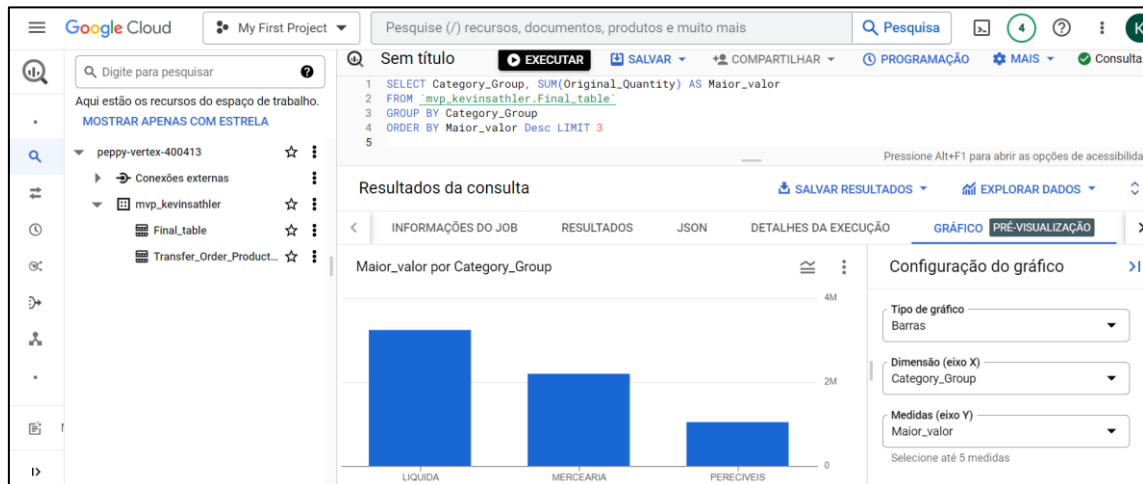 Google Cloud
My First Project
Pesquise (/) recursos, documentos, produtos e muito mais
Pesquisa
4
K
Digite para pesquisar
Aqui estão os recursos do espaço de trabalho.
MOSTRAR APENAS COM ESTRELA
peppy-vertex-400413
Conexões externas
mvp_kevinsathler
Final_table
Transfer_Order_Product...
Sem título
EXECUTAR
SALVAR
COMPARTILHAR
PROGRAMAÇÃO
MAIS
Consulta
1 SELECT Category_Group, SUM(Original_Quantity) AS Maior_valor
2 FROM `mvp_kevinsathler.Final_table`
3 GROUP BY Category_Group
4 ORDER BY Maior_valor Desc LIMIT 3
5
Pressione Alt+F1 para abrir as opções de acessibilida
Resultados da consulta
SALVAR RESULTADOS
EXPLORAR DADOS
INFORMAÇÕES DO JOB
RESULTADOS
JSON
DETALHES DA EXECUÇÃO
GRÁFICO PRÉ-VISUALIZAÇÃO
Maior_valor por Category_Group
4M
2M
0
LIQUIDA
MERCEARIA
PERECIVEIS
Configuração do gráfico
Tipo de gráfico
Barras
Dimensão (eixo X)
Category_Group
Medidas (eixo Y)
Maior_valor
Selecione até 5 medidas